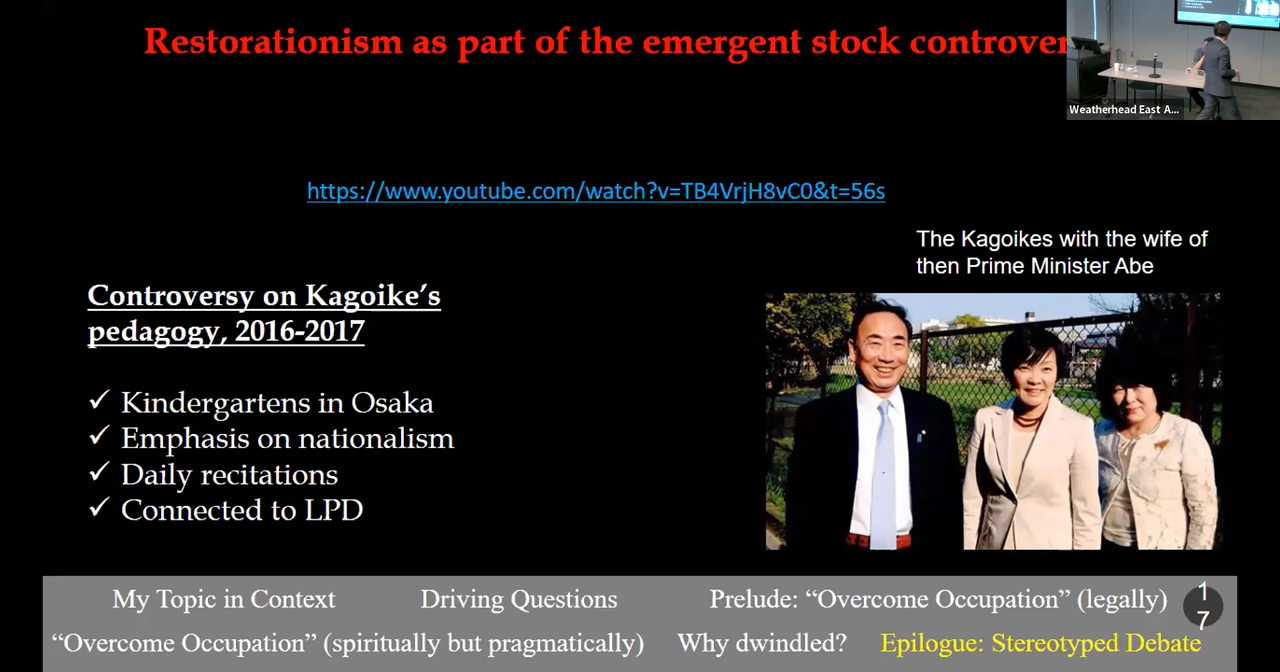 Restorationism as part of the emergent stock controver
Weatherhead East A...
https://www.youtube.com/watch?v=TB4VrjH8vC0&t=56s
The Kagoikes with the wife of
then Prime Minister Abe
Controversy on Kagoike’s
pedagogy, 2016-2017
✓ Kindergartens in Osaka
✓ Emphasis on nationalism
✓ Daily recitations
✓ Connected to LPD
My Topic in Context
Driving Questions
Prelude: “Overcome Occupation” (legally)
1
7
“Overcome Occupation” (spiritually but pragmatically)
Why dwindled?
Epilogue: Stereotyped Debate